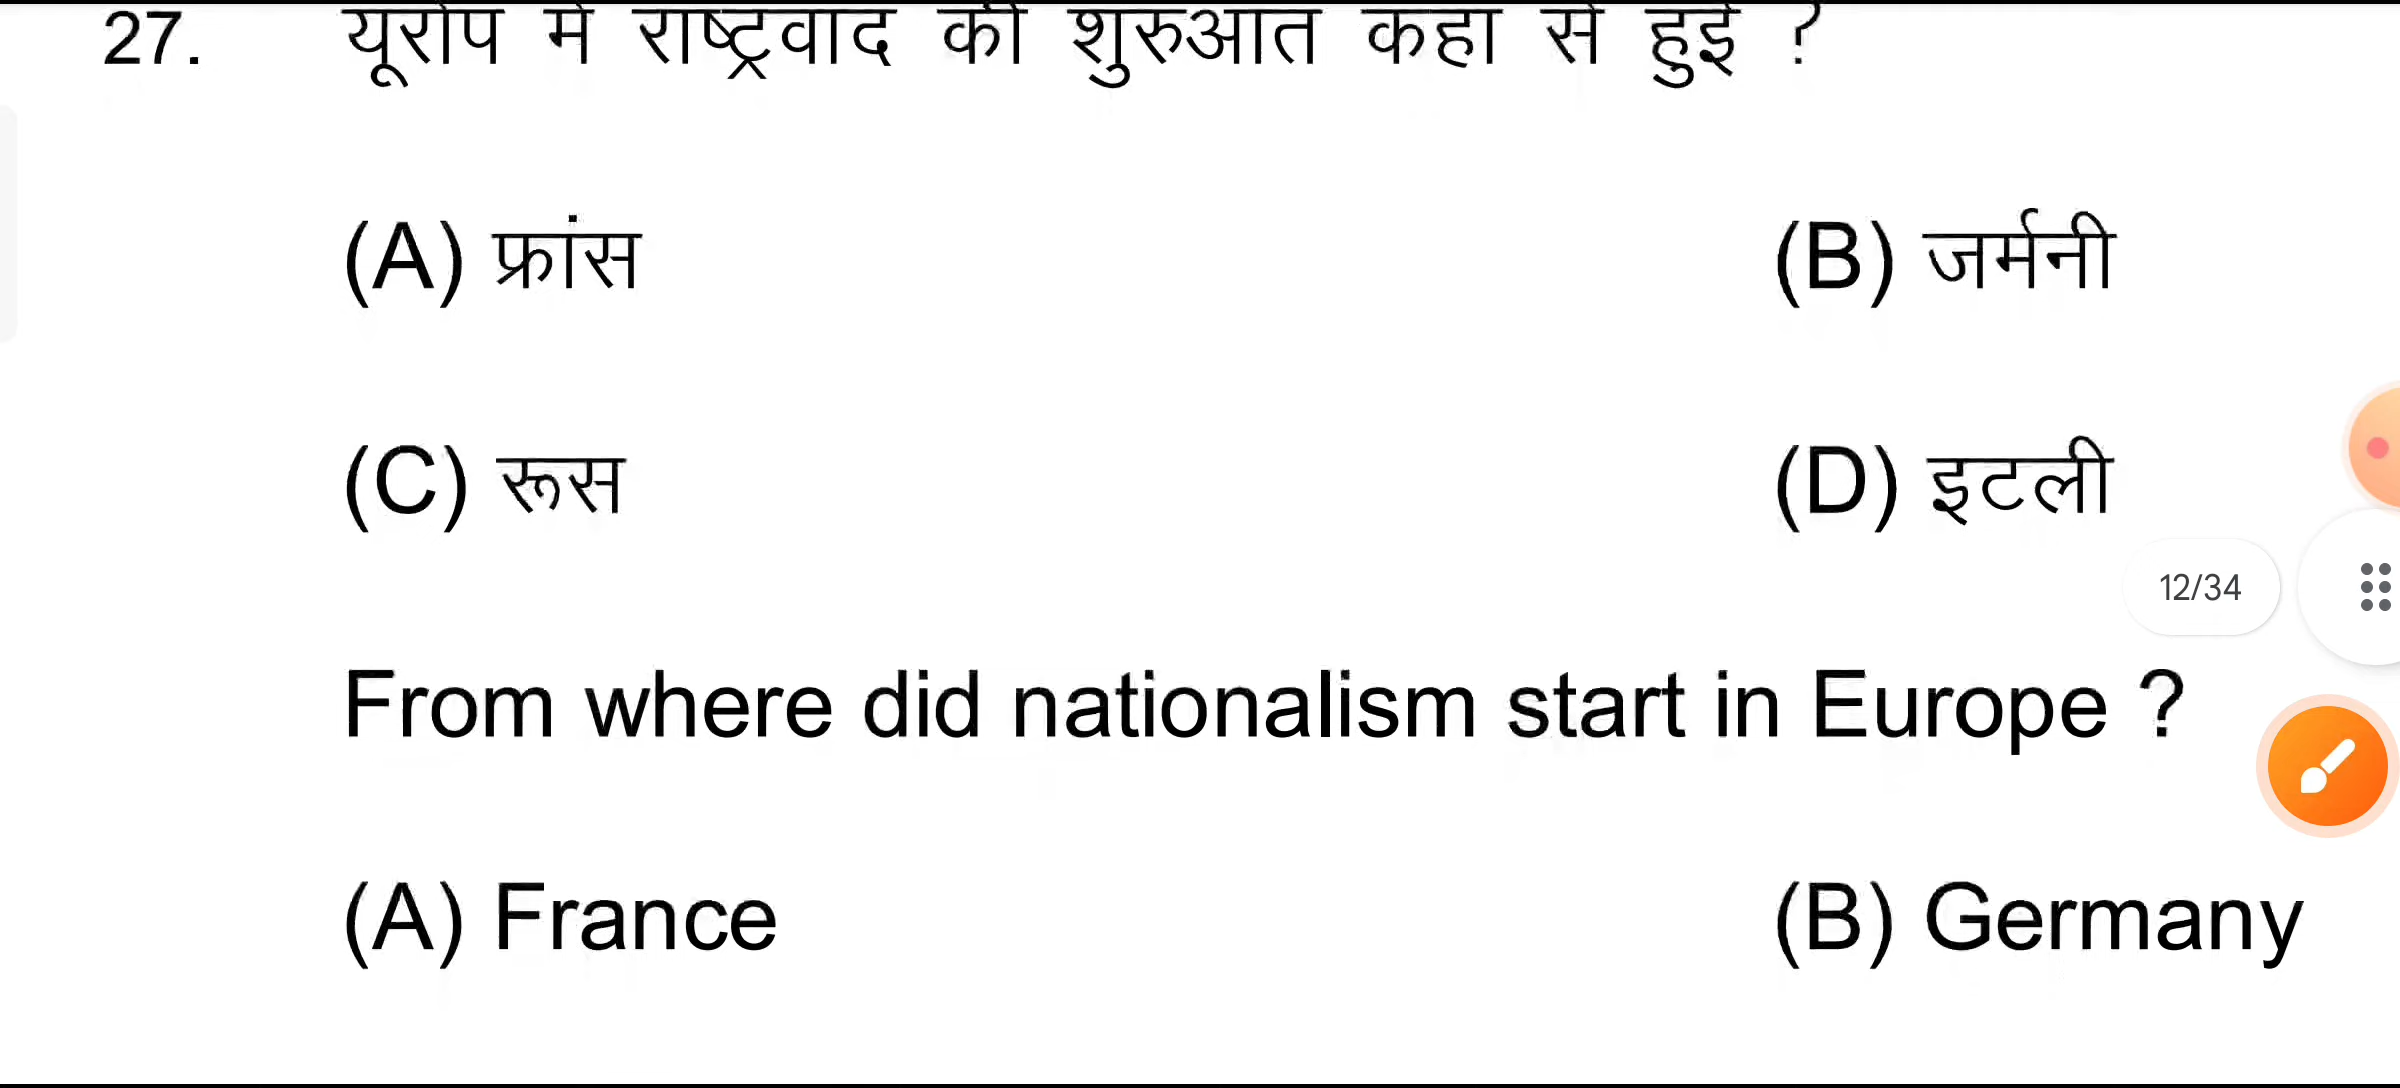 27. यूरोप में राष्ट्रवाद की शुरुआत कहाँ से हुई ?
(A) फ्रांस (B) जर्मनी
(C) रूस (D) इटली
12/34
From where did nationalism start in Europe ?
(A) France (B) Germany